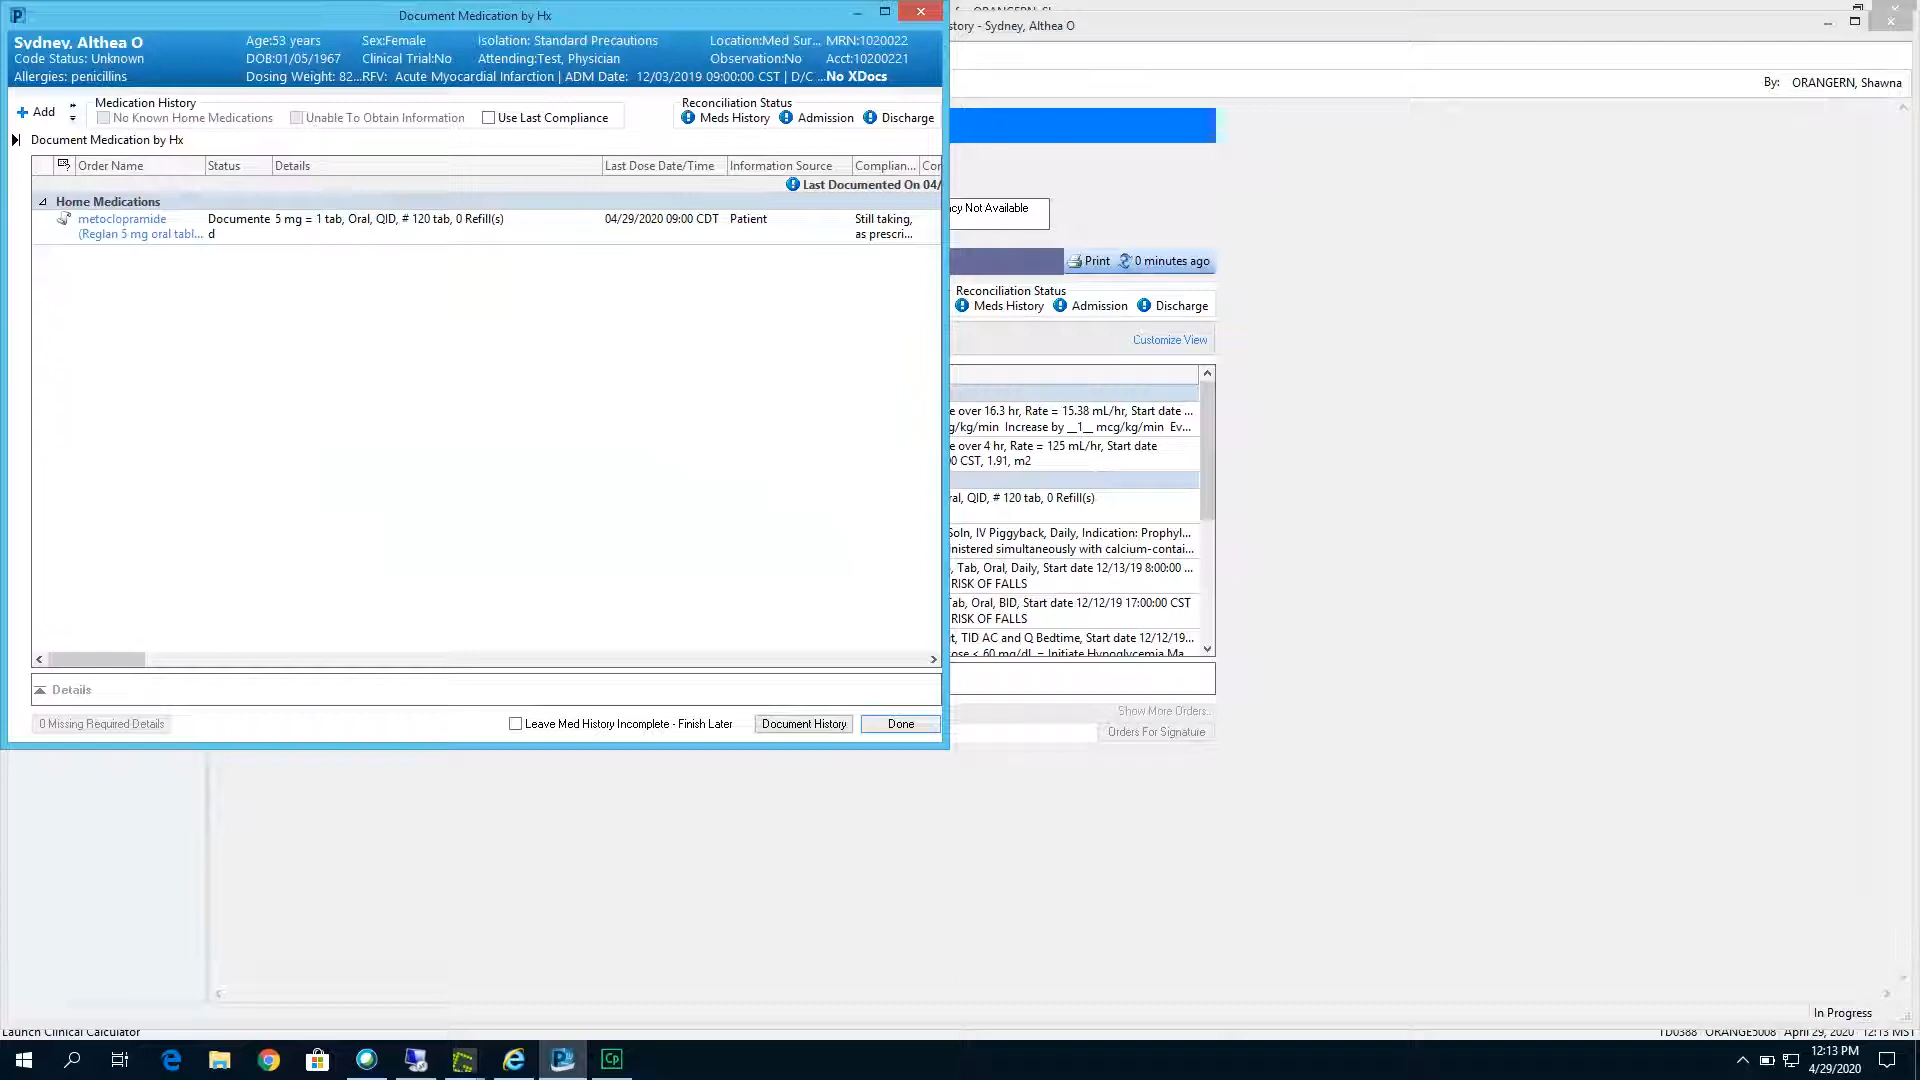 Document Medication by Hx
Sydney, Althea O
Age:53 years
Sex:Female
Isolation: Standard Precautions
Location:Med Sur...
MRN:1020022
Code Status: Unknown
DOB:01/05/1967
Clinical Trial:No
Attending:Test, Physician
Observation:No
Acct:10200221
Allergies: penicillins
Dosing Weight: 82...
RFV: Acute Myocardial Infarction | ADM Date: 12/03/2019 09:00:00 CST | D/C ...
No XDocs
Add
Medication History
No Known Home Medications
Unable To Obtain Information
Use Last Compliance
Reconciliation Status
Meds History
Admission
Discharge
Document Medication by Hx
Order Name
Status
Details
Last Dose Date/Time
Information Source
Complian...
Last Documented On 04/
Home Medications
metoclopramide
(Reglan 5 mg oral tabl...
Documente
d
5 mg = 1 tab, Oral, QID, # 120 tab, 0 Refill(s)
04/29/2020 09:00 CDT
Patient
Still taking,
as prescri...
Details
0 Missing Required Details
Leave Med History Incomplete - Finish Later
Document History
Done
story - Sydney, Althea O
By: ORANGERN, Shawna
cy Not Available
Print
0 minutes ago
Reconciliation Status
Meds History
Admission
Discharge
Customize View
e over 16.3 hr, Rate = 15.38 mL/hr, Start date ...
g/kg/min Increase by __1__ mcg/kg/min Ev...
e over 4 hr, Rate = 125 mL/hr, Start date
0 CST, 1.91, m2
ral, QID, # 120 tab, 0 Refill(s)
Soln, IV Piggyback, Daily, Indication: Prophyl...
nistered simultaneously with calcium-contai...
, Tab, Oral, Daily, Start date 12/13/19 8:00:00 ...
RISK OF FALLS
Tab, Oral, BID, Start date 12/12/19 17:00:00 CST
RISK OF FALLS
t, TID AC and Q Bedtime, Start date 12/12/19...
ose < 60 mg/dL = Initiate Hypoglycemia Ma
Show More Orders...
Orders For Signature
In Progress
Launch Clinical Calculator
TD0388 ORANGE5008 April 29, 2020 12:13 MST
12:13 PM
4/29/2020